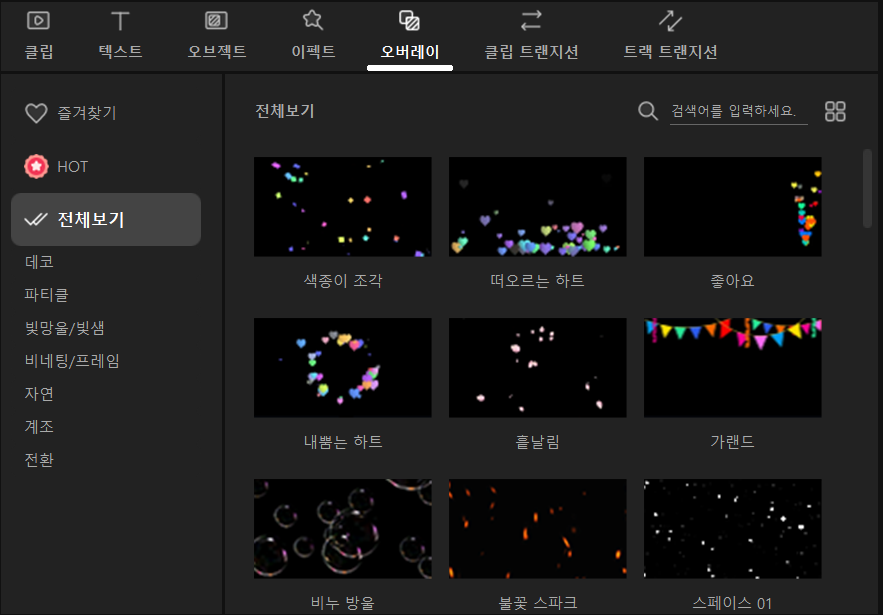 클립
텍스트
오브젝트
이펙트
오버레이
클립 트랜지션
트랙 트랜지션
즐겨찾기
HOT
전체보기
데코
파티클
빛망울/빛샘
비네팅/프레임
자연
계조
전환
전체보기
검색어를 입력하세요.
색종이 조각
떠오르는 하트
좋아요
내뿜는 하트
흩날림
가랜드
비누 방울
불꽃 스파크
스페이스 01